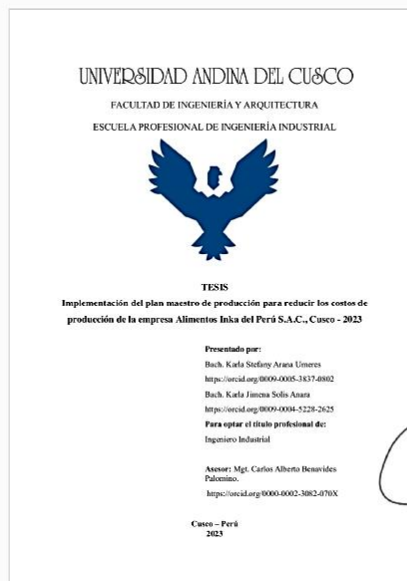 UNIVERSIDAD ANDINA DEL CUSCO
FACULTAD DE INGENIERÍA Y ARQUITECTURA
ESCUELA PROFESIONAL DE INGENIERÍA INDUSTRIAL
TESIS
Implementación del plan maestro de producción para reducir los costos de
producción de la empresa Alimentos Inka del Perú S.A.C., Cusco - 2023
Presentado por:
Bach. Karla Stefany Arana Umeres
https://orcid.org/0009-0005-3837-0802
Bach. Karla Jimena Solis Anara
https://orcid.org/0009-0004-5228-2625
Para optar el título profesional de:
Ingeniero Industrial
Asesor: Mgt. Carlos Alberto Benavides
Palomino.
https://orcid.org/0000-0002-3082-070X
Cusco – Perú
2023